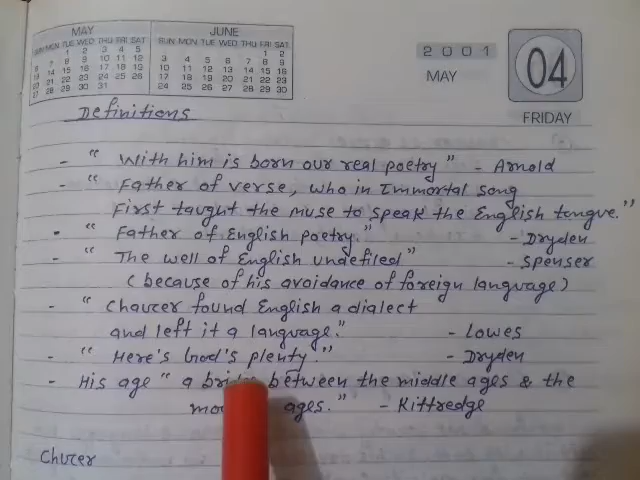 MAY JUNE
SUN MON TUE WED THU FRI SAT SUN MON TUE WED THU FRI SAT
1 2 3 4 5 1 2
6 7 8 9 10 11 12 3 4 5 6 7 8 9
13 14 15 16 17 18 19 10 11 12 13 14 15 16
20 21 22 23 24 25 26 17 18 19 20 21 22 23
27 28 29 30 31 24 25 26 27 28 29 30
2001
MAY
04
FRIDAY
Definitions
- "With him is born our real poetry" - Arnold
- "Father of verse, who in Immortal song
First taught the muse to speak the English tongue."
- "Father of English poetry." - Dryden
- "The well of English undefiled" - Spenser
(because of his avoidance of foreign language)
- "Chaucer found English a dialect
and left it a language." - Lowes
- "Here's God's plenty." - Dryden
- His age "a between the middle ages & the
ages." - Kittredge
Chucer